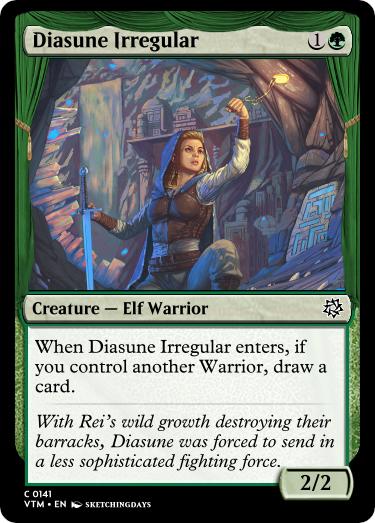 Diasune Irregular 1
Creature — Elf Warrior
When Diasune Irregular enters, if
you control another Warrior, draw a
card.
With Rei's wild growth destroying their
barracks, Diasune was forced to send in
a less sophisticated fighting force.
2/2
C 0141
VTM • EN SKETCHINGDAYS